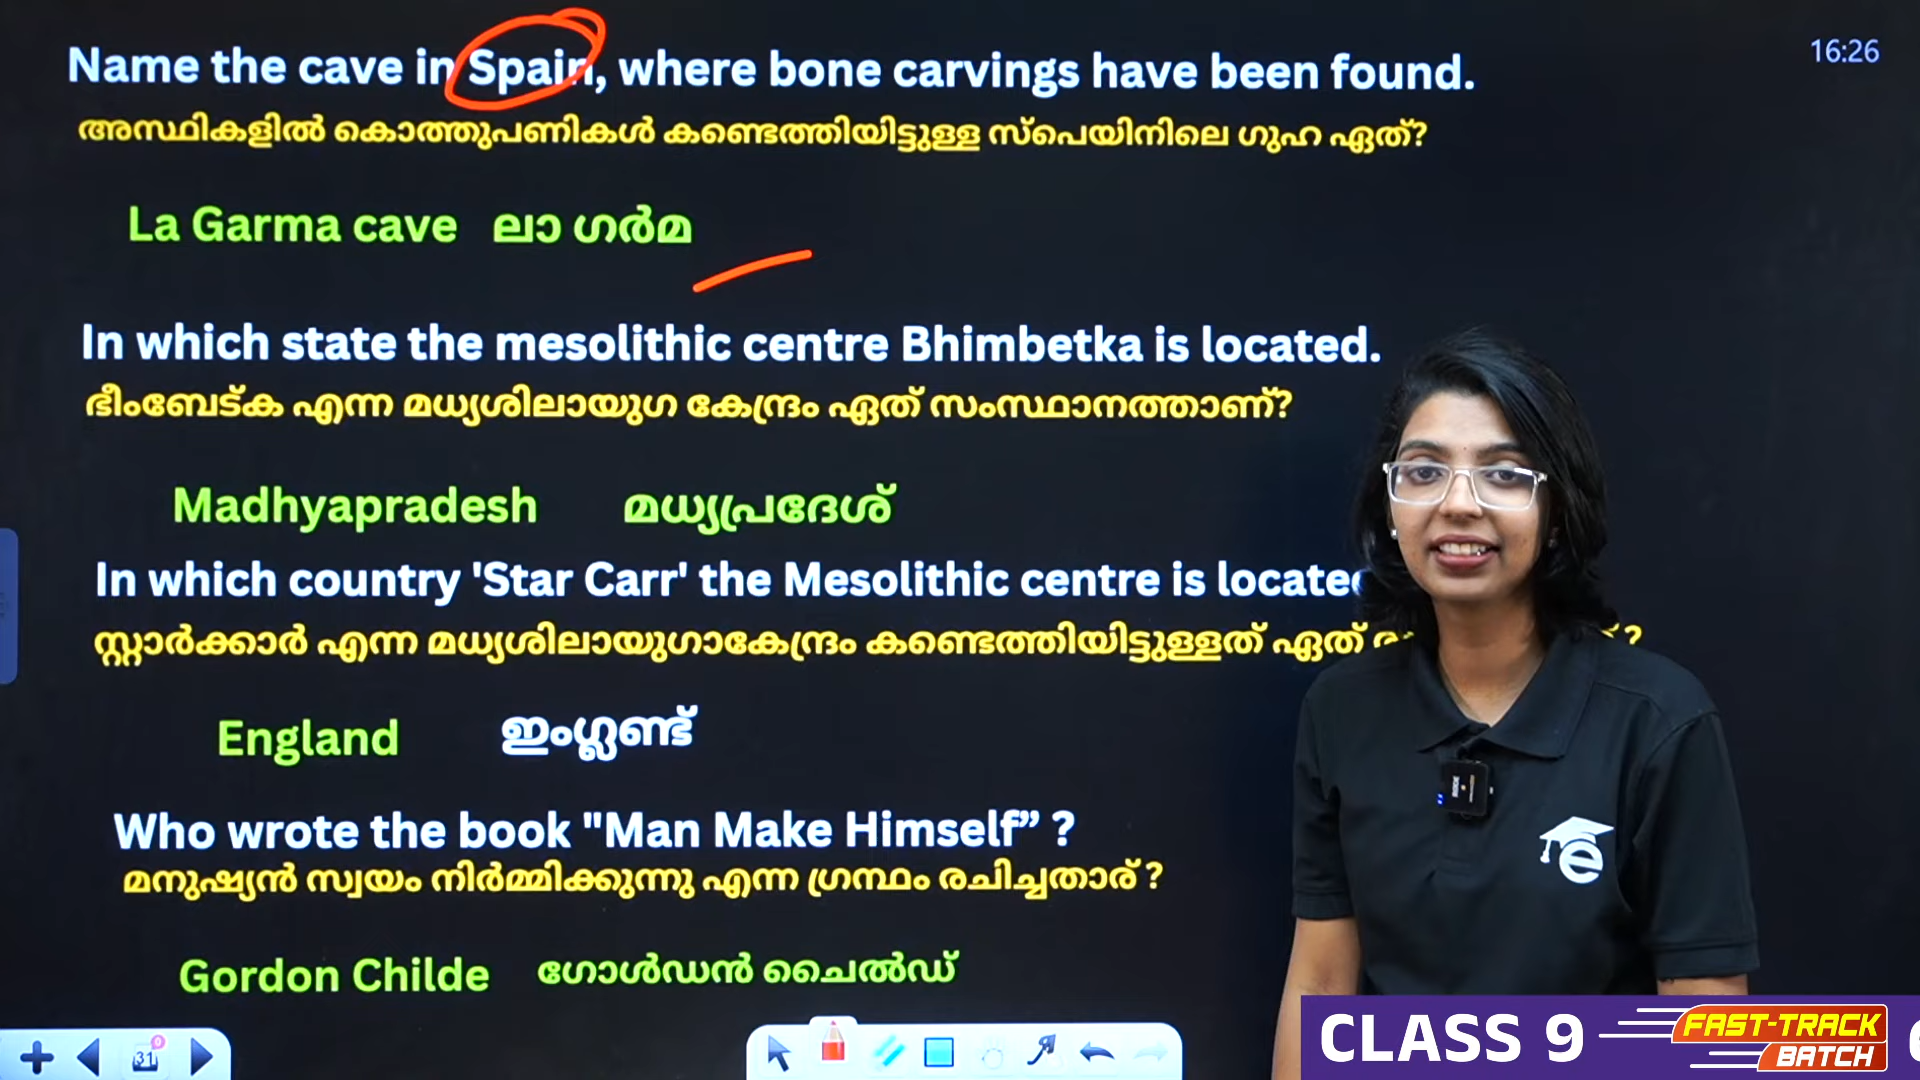 16:26
Name the cave in Spain, where bone carvings have been found.
അസ്ഥികളിൽ കൊത്തുപണികൾ കണ്ടെത്തിയിട്ടുള്ള സ്പെയിനിലെ ഗുഹ ഏത്?
La Garma cave ലാ ഗർമ
In which state the mesolithic centre Bhimbetka is located.
ഭീംബേട്ക എന്ന മധ്യശിലായുഗ കേന്ദ്രം ഏത് സംസ്ഥാനത്താണ്?
Madhyapradesh മധ്യപ്രദേശ്
In which country 'Star Carr' the Mesolithic centre is located
സ്റ്റാർക്കാർ എന്ന മധ്യശിലായുഗാകേന്ദ്രം കണ്ടെത്തിയിട്ടുള്ളത് ഏത് ?
England ഇംഗ്ലണ്ട്
Who wrote the book "Man Make Himself” ?
മനുഷ്യൻ സ്വയം നിർമ്മിക്കുന്നു എന്ന ഗ്രന്ഥം രചിച്ചതാര് ?
Gordon Childe ഗോൾഡൻ ചൈൽഡ്
31
0
e
CLASS 9 FAST-TRACK
BATCH